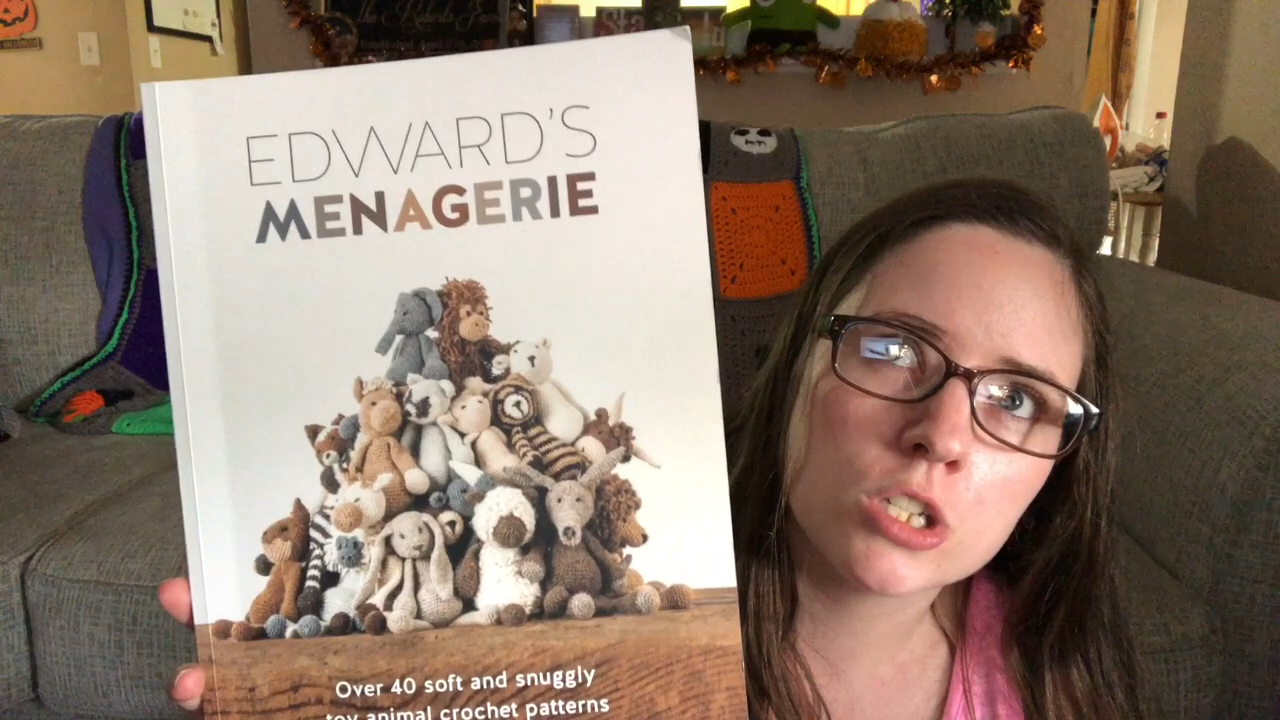 EDWARD'S
MENAGERIE
Over 40 soft and snuggly
toy animal crochet patterns